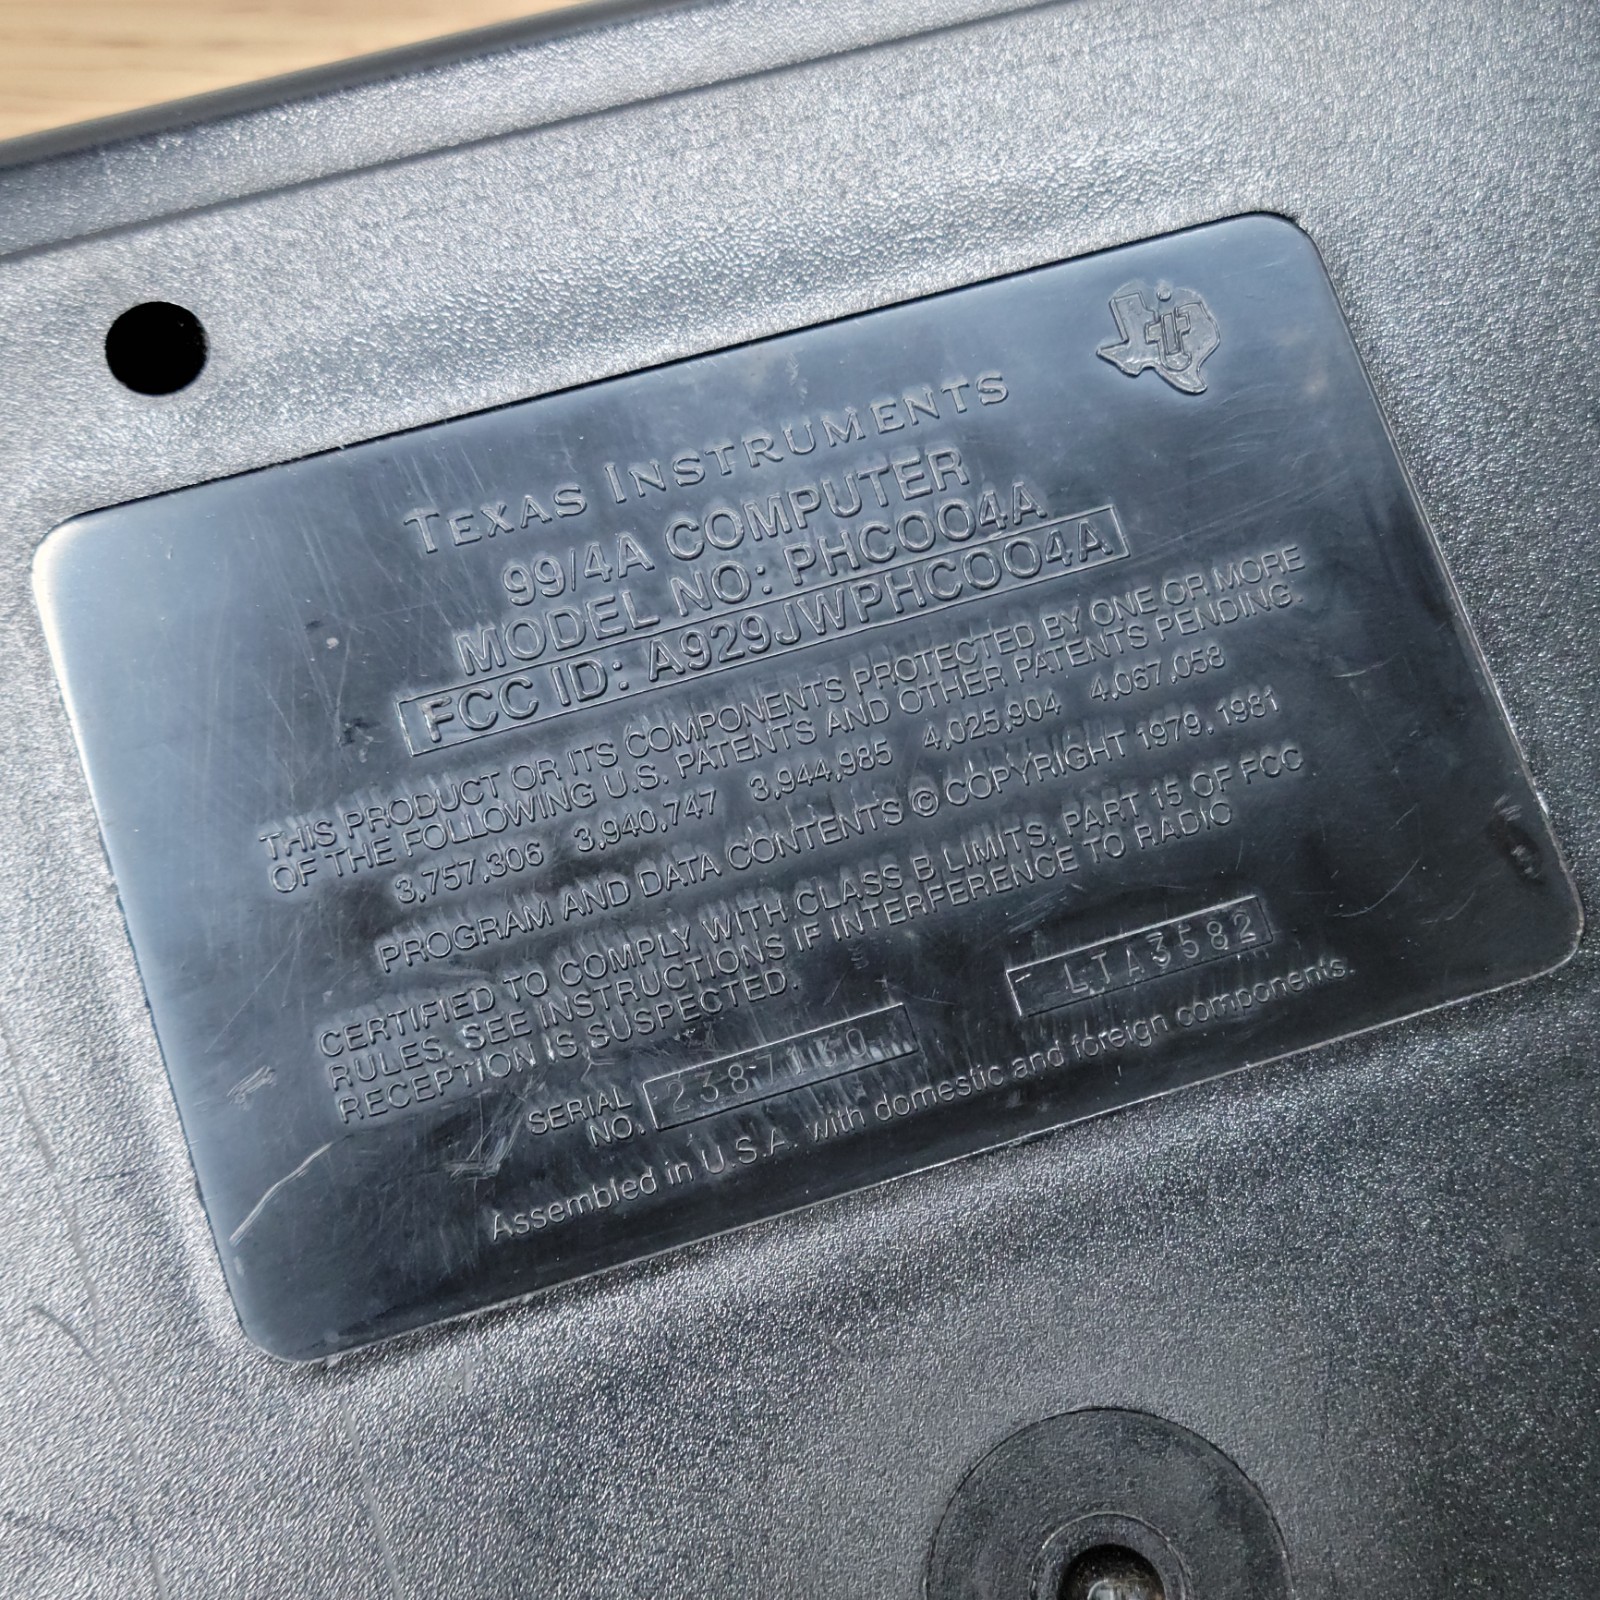 TEXAS INSTRUMENTS
99/4A COMPUTER
MODEL NO: PHC004A
FCC ID: A929JWPHC004A
THIS PRODUCT OR ITS COMPONENTS PROTECTED BY ONE OR MORE
OF THE FOLLOWING U.S. PATENTS AND OTHER PATENTS PENDING.
3,757,306 3,940,747 3,944,985 4,025,904 4,067,058
PROGRAM AND DATA CONTENTS © COPYRIGHT 1979, 1981
CERTIFIED TO COMPLY WITH CLASS B LIMITS, PART 15 OF FCC
RULES. SEE INSTRUCTIONS IF INTERFERENCE TO RADIO
RECEPTION IS SUSPECTED.
SERIAL
NO.
LTA3582
Assembled in U.S.A. with domestic and foreign components.